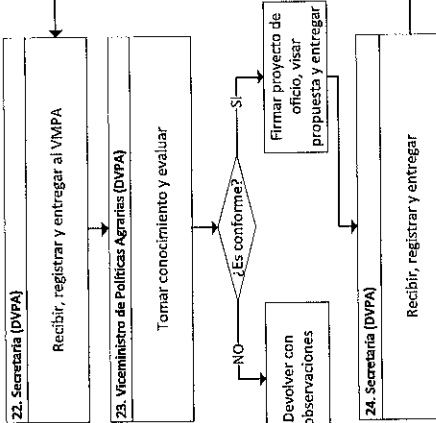 22. Secretaria (DVPA)
Recibir, registrar y entregar al VMPA
23. Viceministro de Políticas Agrarias (DVPA)
Tomar conocimiento y evaluar
¿Es conforme?
NO
SI
Devolver con
observaciones
Firmar proyecto de
oficio, visar
propuesta y entregar
24. Secretaria (DVPA)
Recibir, registrar y entregar